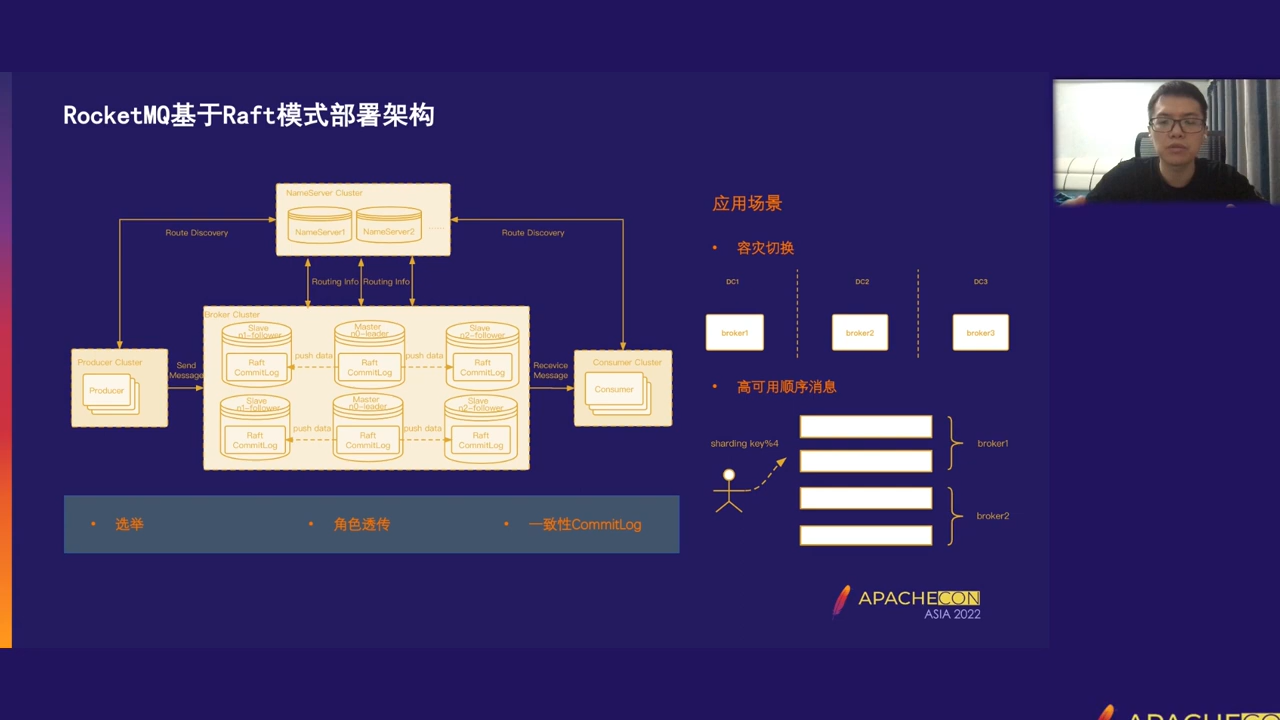 RocketMQ基于Raft模式部署架构
NameServer Cluster
NameServer1
NameServer2
......
Route Discovery
Route Discovery
Routing Info
Routing Info
Broker Cluster
Slave
n1-follower
Raft
CommitLog
push data
Master
n0-leader
Raft
CommitLog
push data
Slave
n2-follower
Raft
CommitLog
Producer Cluster
Producer
Send
Message
Recevice
Message
Consumer Cluster
Consumer
Slave
n1-follower
Raft
CommitLog
push data
Master
n0-leader
Raft
CommitLog
push data
Slave
n2-follower
Raft
CommitLog
• 选举
• 角色透传
• 一致性CommitLog
应用场景
• 容灾切换
DC1
DC2
DC3
broker1
broker2
broker3
• 高可用顺序消息
sharding key%4
broker1
broker2
APACHECON
ASIA 2022
APACHECO